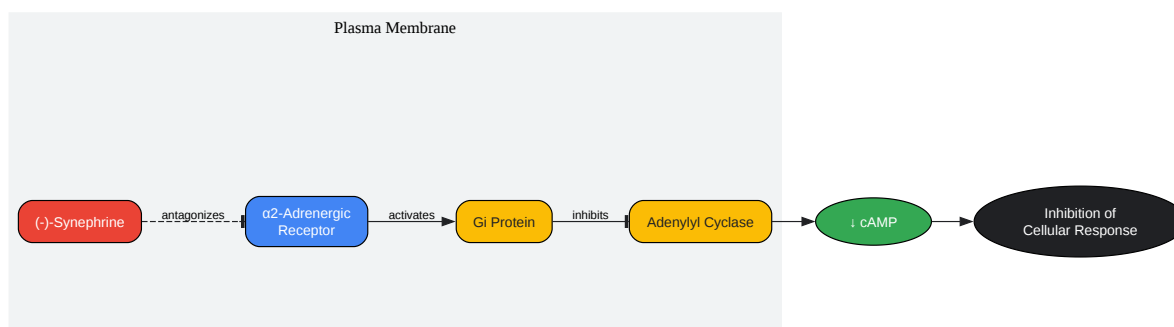 Plasma Membrane
(-)-Synephrine
antagonizes
α2-Adrenergic
Receptor
activates
Gi Protein
inhibits
Adenylyl Cyclase
↓ cAMP
Inhibition of
Cellular Response